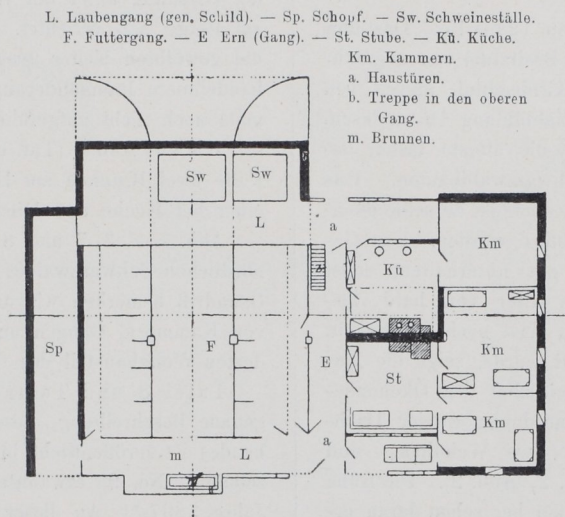 L. Laubengang (gen. Schild). — Sp. Schopf. — Sw. Schweineställe.
F. Futtergang. — E Ern (Gang). — St. Stube. — Kü. Küche.
Km. Kammern.
a. Haustüren.
b. Treppe in den oberen
Gang.
m. Brunnen.
Sw Sw
L a Km
Kü
Sp F Km
E St
Km
m L a